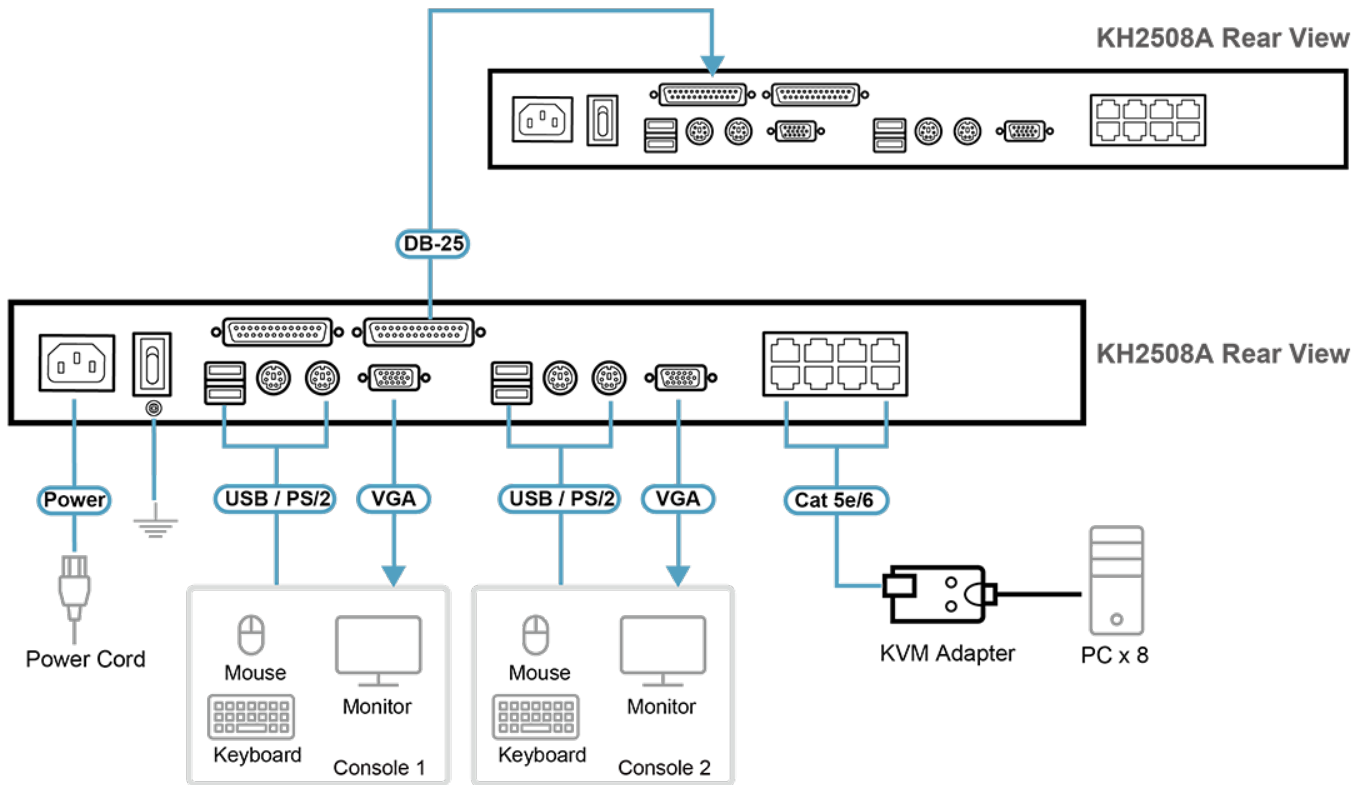 KH2508A Rear View
DB-25
KH2508A Rear View
Power
USB / PS/2
VGA
USB / PS/2
VGA
Cat 5e/6
Power Cord
Mouse
Monitor
Keyboard
Console 1
Mouse
Monitor
Keyboard
Console 2
KVM Adapter
PC x 8